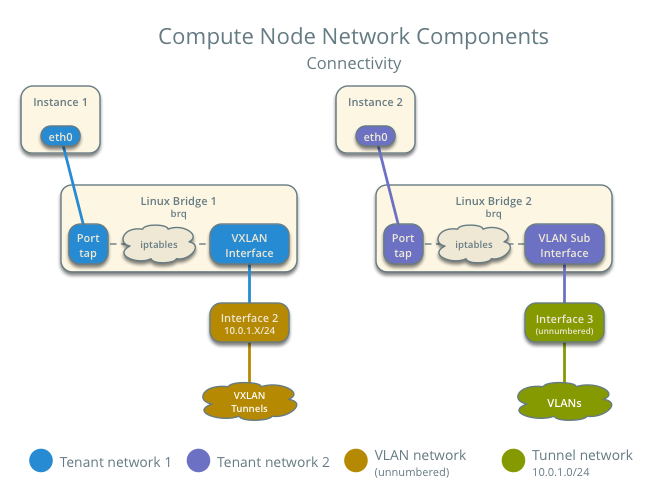 Compute Node Network Components
Connectivity
Instance 1
eth0
Linux Bridge 1
brq
Port
tap
iptables
VXLAN
Interface
Interface 2
10.0.1.X/24
VXLAN
Tunnels
Instance 2
eth0
Linux Bridge 2
brq
Port
tap
iptables
VLAN Sub
Interface
Interface 3
(unnumbered)
VLANs
Tenant network 1
Tenant network 2
VLAN network
(unnumbered)
Tunnel network
10.0.1.0/24